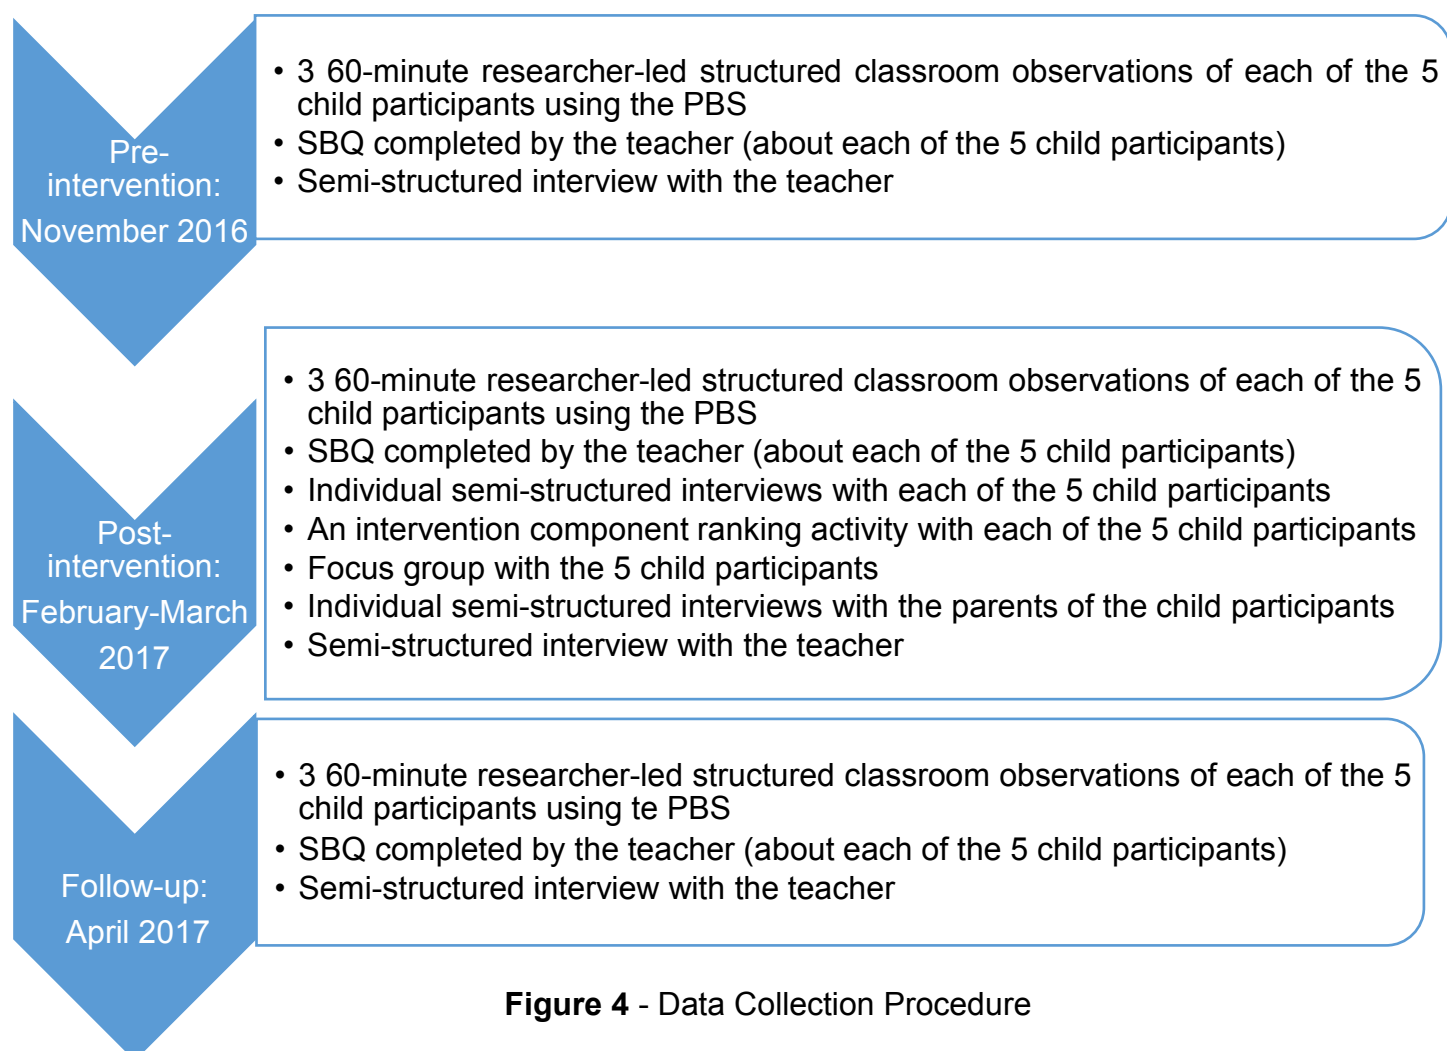 Pre-
intervention:
November 2016
• 3 60-minute researcher-led structured classroom observations of each of the 5
child participants using the PBS
• SBQ completed by the teacher (about each of the 5 child participants)
• Semi-structured interview with the teacher
Post-
intervention:
February-March
2017
• 3 60-minute researcher-led structured classroom observations of each of the 5
child participants using the PBS
• SBQ completed by the teacher (about each of the 5 child participants)
• Individual semi-structured interviews with each of the 5 child participants
• An intervention component ranking activity with each of the 5 child participants
• Focus group with the 5 child participants
• Individual semi-structured interviews with the parents of the child participants
• Semi-structured interview with the teacher
Follow-up:
April 2017
• 3 60-minute researcher-led structured classroom observations of each of the 5
child participants using te PBS
• SBQ completed by the teacher (about each of the 5 child participants)
• Semi-structured interview with the teacher
Figure 4 - Data Collection Procedure